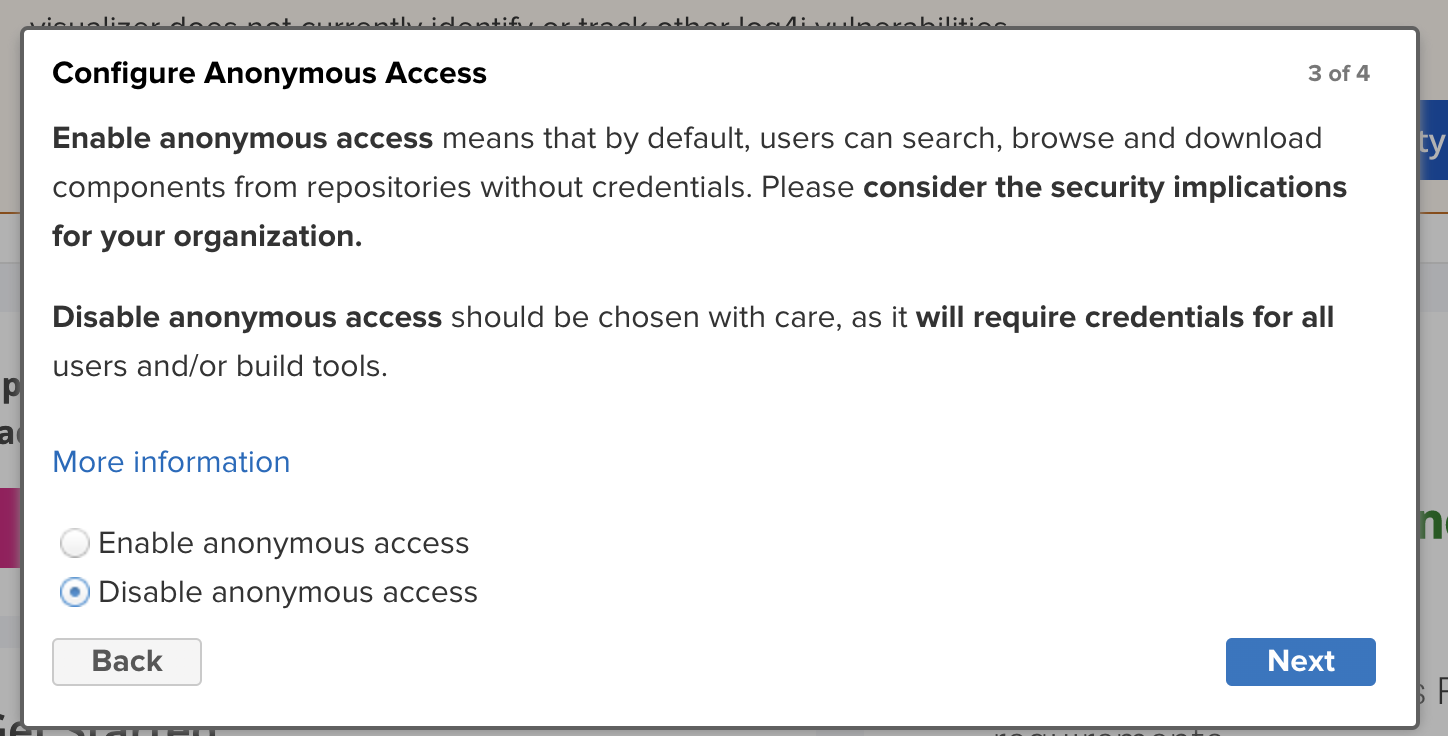 visualizer does not currently identify or track other log4j vulnerabilities
Configure Anonymous Access
3 of 4
Enable anonymous access means that by default, users can search, browse and download
components from repositories without credentials. Please consider the security implications
for your organization.
Disable anonymous access should be chosen with care, as it will require credentials for all
users and/or build tools.
More information
Enable anonymous access
Disable anonymous access
Back
Next
requirements